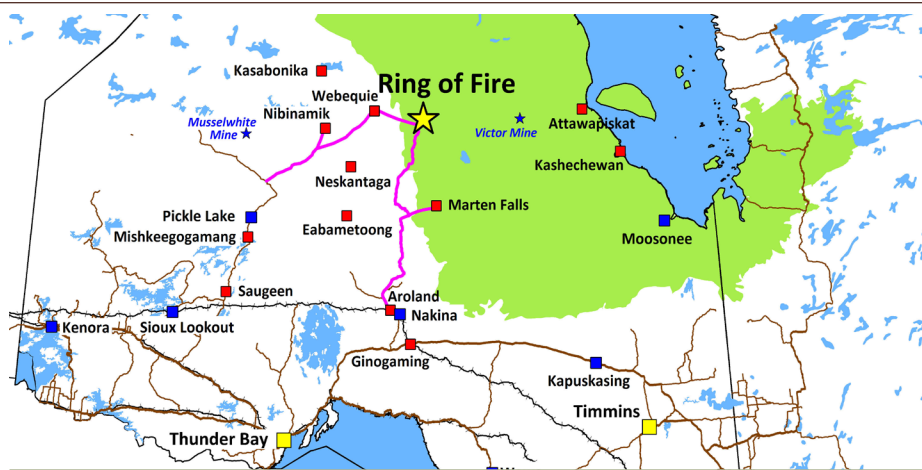 Kasabonika
Ring of Fire
Webequie
Nibinamik
Musselwhite
Mine
Victor Mine
Attawapiskat
Kashechewan
Neskantaga
Marten Falls
Pickle Lake
Eabametoong
Mishkeegogamang
Moosonee
Saugeen
Aroland
Nakina
Kenora
Sioux Lookout
Ginogaming
Kapuskasing
Timmins
Thunder Bay